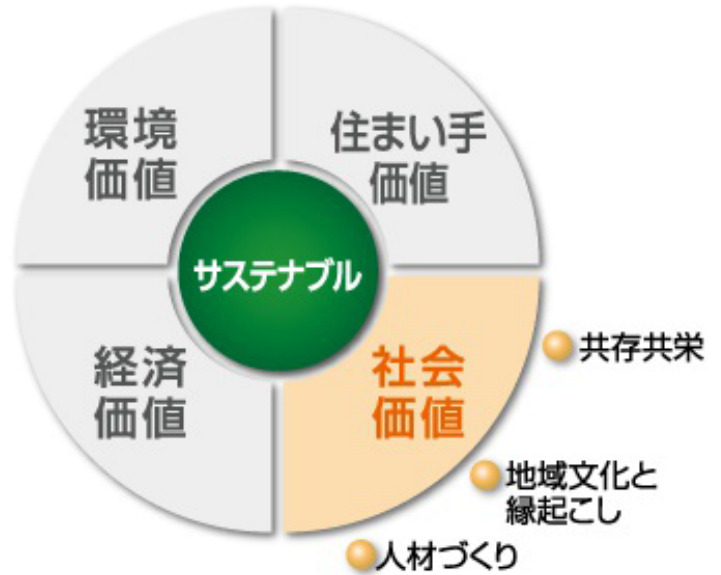 環境
価値
住まい手
価値
サステナブル
経済
価値
社会
価値
共存共栄
地域文化と
縁起こし
人材づくり